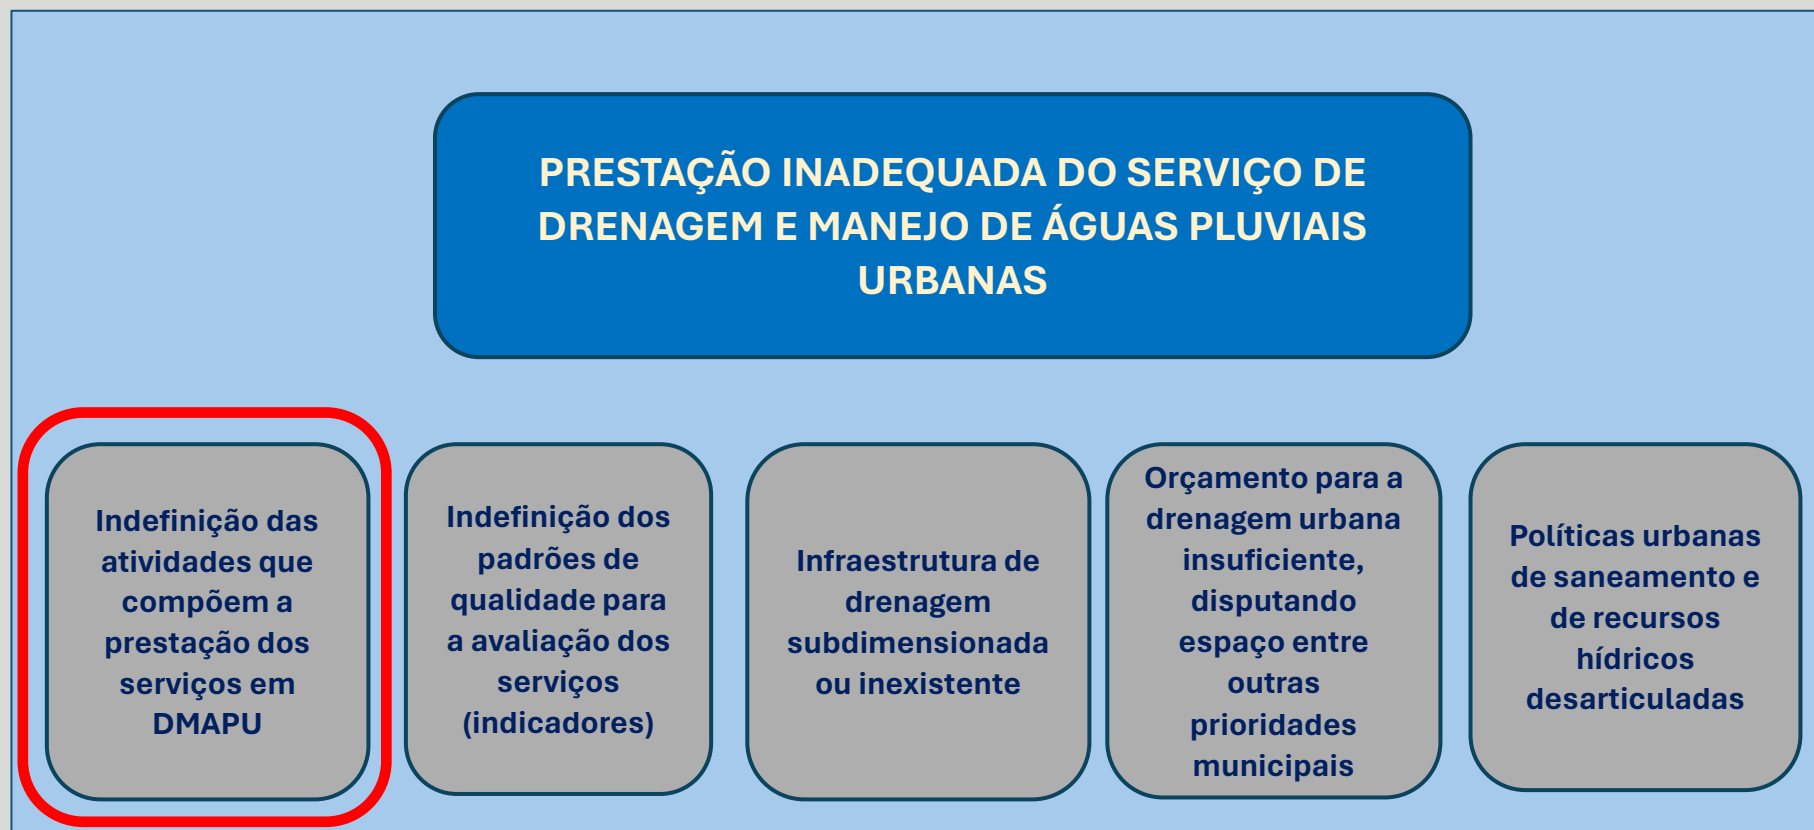 PRESTAÇÃO INADEQUADA DO SERVIÇO DE
DRENAGEM E MANEJO DE ÁGUAS PLUVIAIS
URBANAS
Indefinição das
atividades que
compõem a
prestação dos
serviços em
DMAPU
Indefinição dos
padrões de
qualidade para
a avaliação dos
serviços
(indicadores)
Infraestrutura de
drenagem
subdimensionada
ou inexistente
Orçamento para a
drenagem urbana
insuficiente,
disputando
espaço entre
outras
prioridades
municipais
Políticas urbanas
de saneamento e
de recursos
hídricos
desarticuladas